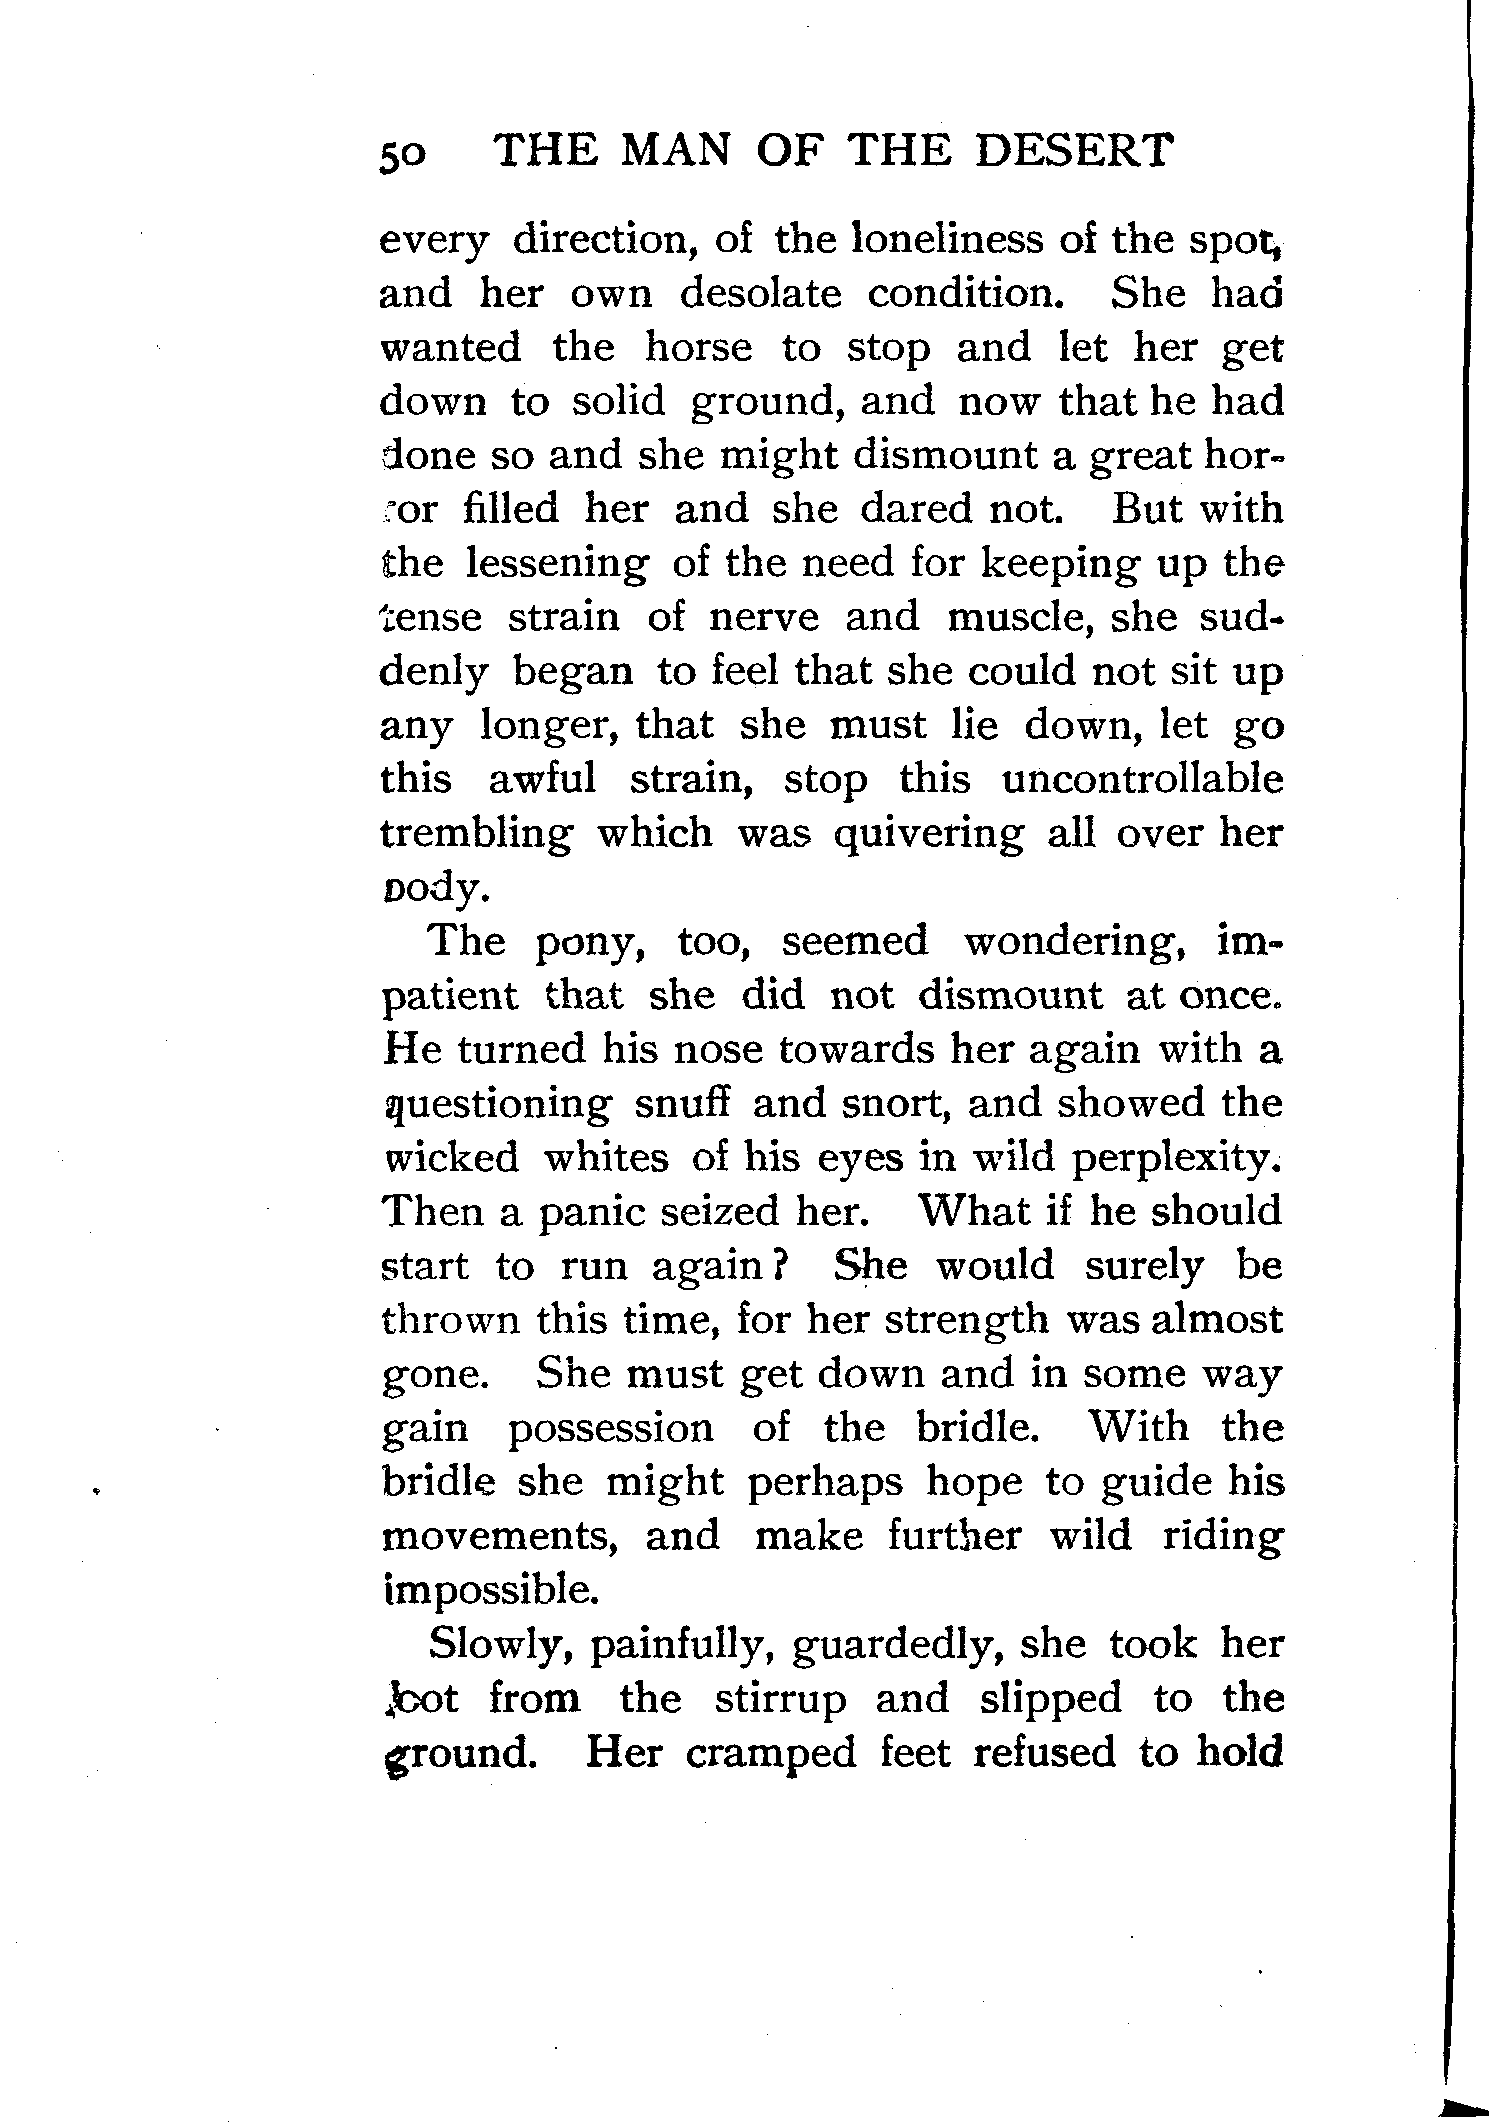 50 THE MAN OF THE DESERT
every direction, of the loneliness of the spot,
and her own desolate condition. She had
wanted the horse to stop and let her get
down to solid ground, and now that he had
done so and she might dismount a great hor-
ror filled her and she dared not. But with
the lessening of the need for keeping up the
tense strain of nerve and muscle, she sud-
denly began to feel that she could not sit up
any longer, that she must lie down, let go
this awful strain, stop this uncontrollable
trembling which was quivering all over her
body.
The pony, too, seemed wondering, im-
patient that she did not dismount at once.
He turned his nose towards her again with a
questioning snuff and snort, and showed the
wicked whites of his eyes in wild perplexity.
Then a panic seized her. What if he should
start to run again? She would surely be
thrown this time, for her strength was almost
gone. She must get down and in some way
gain possession of the bridle. With the
bridle she might perhaps hope to guide his
movements, and make further wild riding
impossible.
Slowly, painfully, guardedly, she took her
foot from the stirrup and slipped to the
ground. Her cramped feet refused to hold